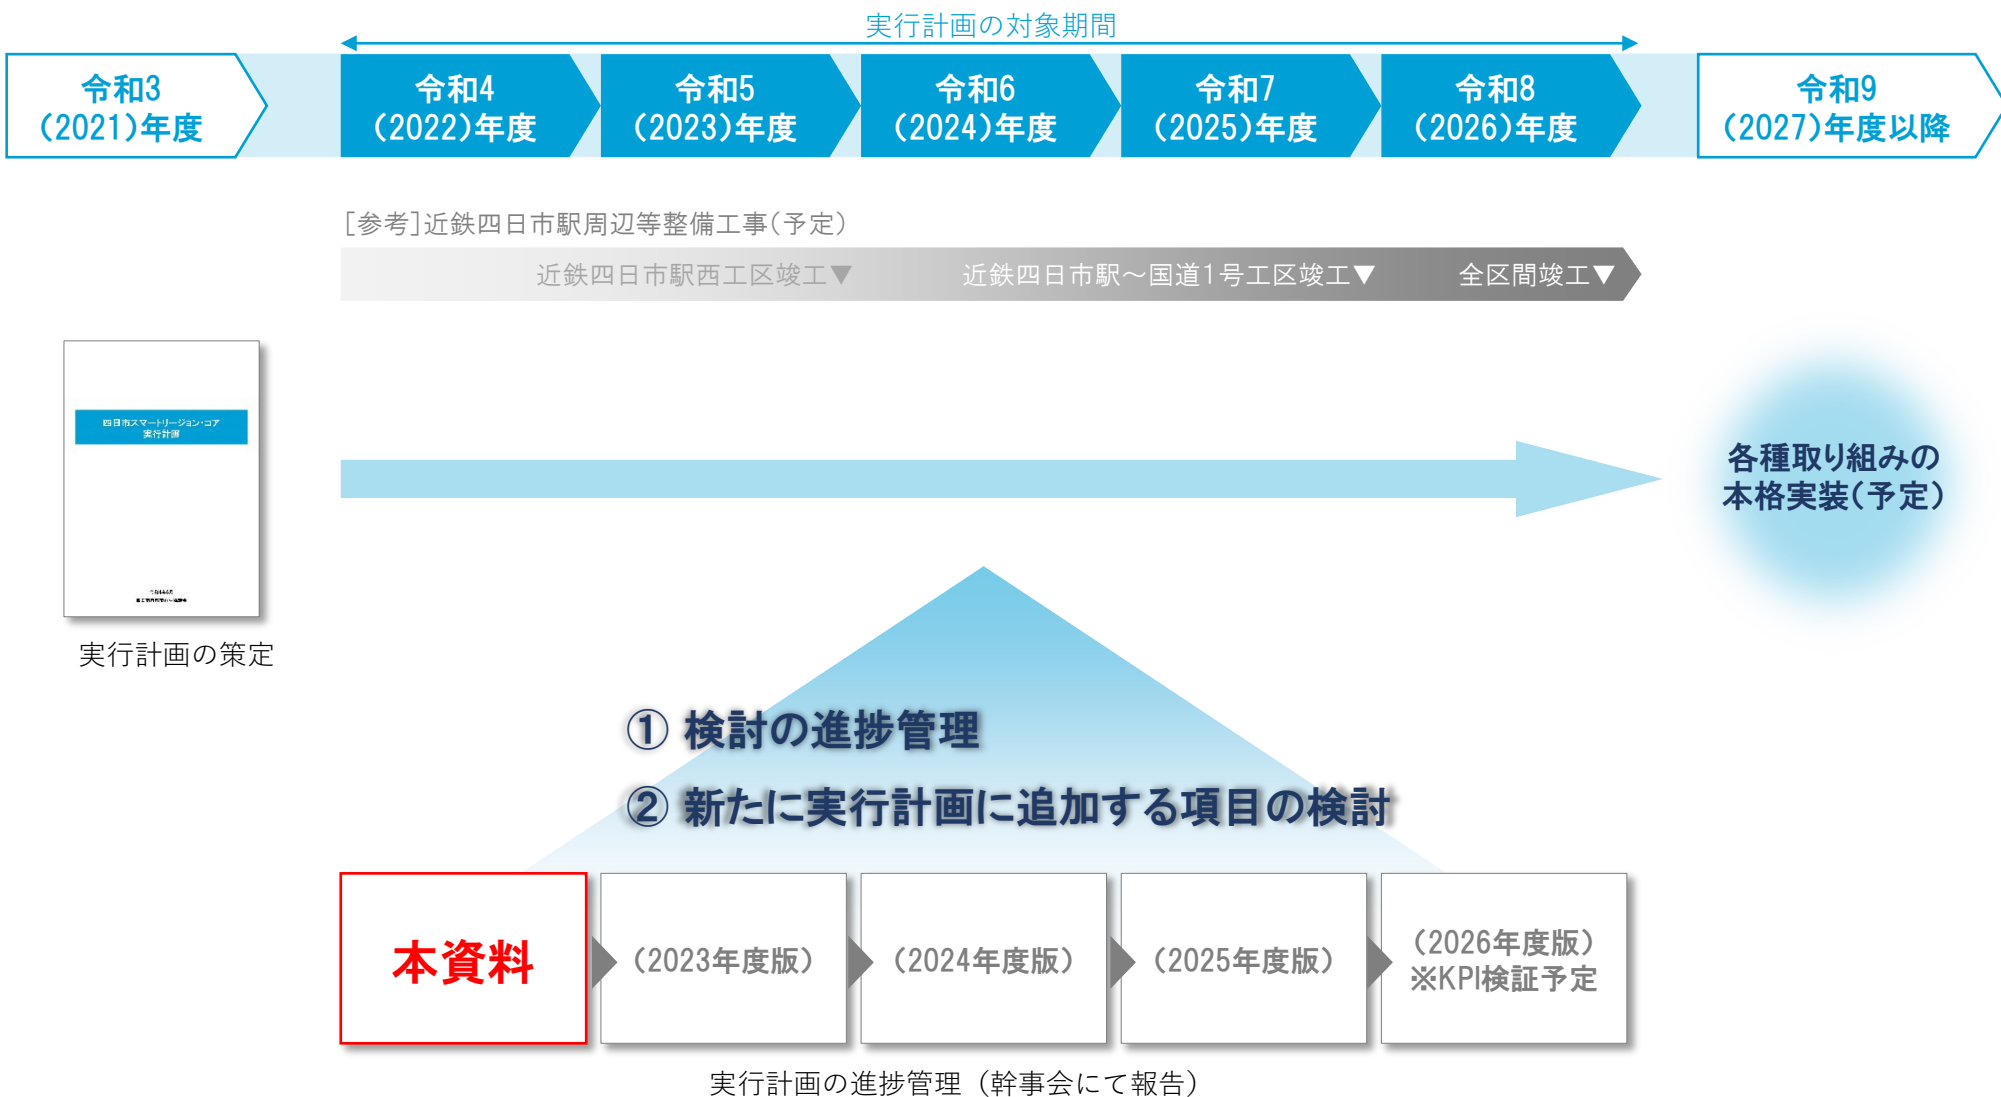 実行計画の対象期間
令和3
（2021）年度
令和4
（2022）年度
令和5
（2023）年度
令和6
（2024）年度
令和7
（2025）年度
令和8
（2026）年度
令和9
（2027）年度以降
［参考］近鉄四日市駅周辺等整備工事（予定）
近鉄四日市駅西工区竣工▼
近鉄四日市駅～国道1号工区竣工▼
全区間竣工▼
四日市スマートリージョン・コア
実行計画
実行計画の策定
各種取り組みの
本格実装（予定）
① 検討の進捗管理
② 新たに実行計画に追加する項目の検討
本資料
（2023年度版）
（2024年度版）
（2025年度版）
（2026年度版）
※KPI検証予定
実行計画の進捗管理（幹事会にて報告）